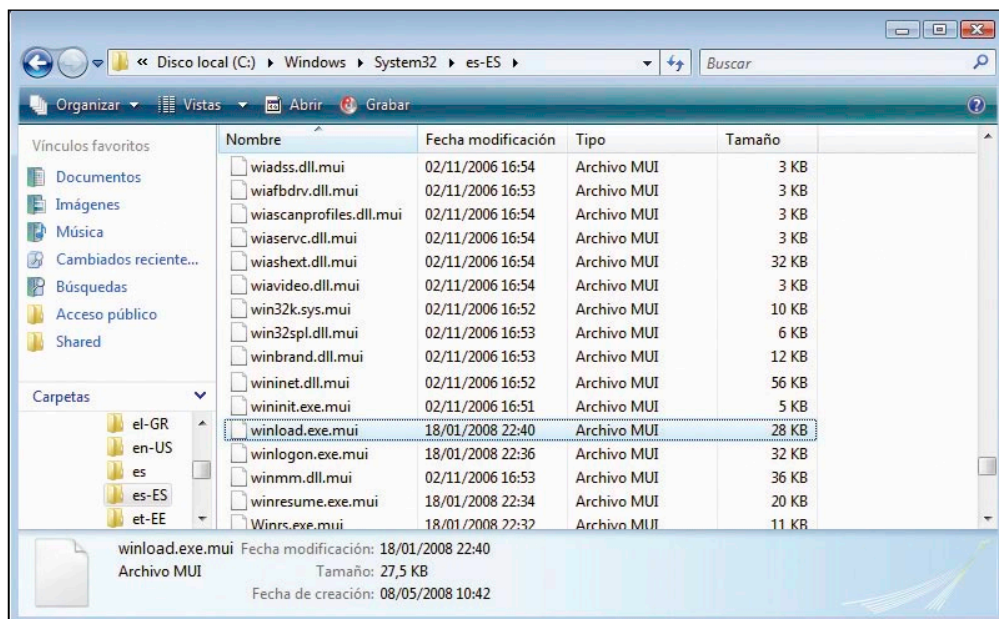 « Disco local (C:) ▸ Windows ▸ System32 ▸ es-ES ▸ Buscar
Organizar Vistas Abrir Grabar
Vínculos favoritos
Documentos
Imágenes
Música
Cambiados reciente...
Búsquedas
Acceso público
Shared
Carpetas
el-GR
en-US
es
es-ES
et-EE
Nombre Fecha modificación Tipo Tamaño
wiadss.dll.mui 02/11/2006 16:54 Archivo MUI 3 KB
wiafbdrv.dll.mui 02/11/2006 16:53 Archivo MUI 3 KB
wiascanprofiles.dll.mui 02/11/2006 16:54 Archivo MUI 3 KB
wiaservc.dll.mui 02/11/2006 16:54 Archivo MUI 3 KB
wiashext.dll.mui 02/11/2006 16:54 Archivo MUI 32 KB
wiavideo.dll.mui 02/11/2006 16:54 Archivo MUI 3 KB
win32k.sys.mui 02/11/2006 16:52 Archivo MUI 10 KB
win32spl.dll.mui 02/11/2006 16:53 Archivo MUI 6 KB
winbrand.dll.mui 02/11/2006 16:53 Archivo MUI 12 KB
wininet.dll.mui 02/11/2006 16:52 Archivo MUI 56 KB
wininit.exe.mui 02/11/2006 16:51 Archivo MUI 5 KB
winload.exe.mui 18/01/2008 22:40 Archivo MUI 28 KB
winlogon.exe.mui 18/01/2008 22:36 Archivo MUI 32 KB
winmm.dll.mui 02/11/2006 16:53 Archivo MUI 36 KB
winresume.exe.mui 18/01/2008 22:34 Archivo MUI 20 KB
Winrs.exe.mui 18/01/2008 22:32 Archivo MUI 11 KB
winload.exe.mui Fecha modificación: 18/01/2008 22:40
Archivo MUI Tamaño: 27,5 KB
Fecha de creación: 08/05/2008 10:42